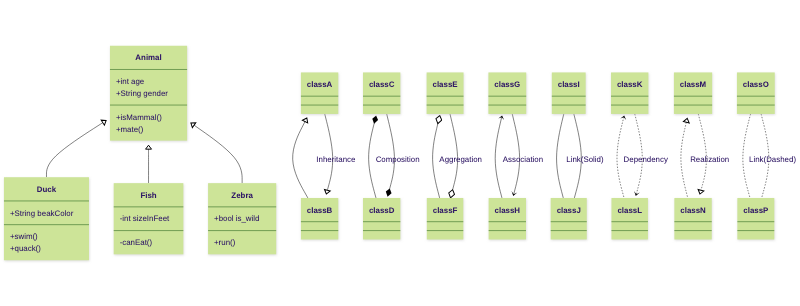 Animal
+int age
+String gender
+isMammal()
+mate()
Duck
+String beakColor
+swim()
+quack()
Fish
-int sizeInFeet
-canEat()
Zebra
+bool is_wild
+run()
classA
classC
classE
classG
classI
classK
classM
classO
Inheritance
Composition
Aggregation
Association
Link(Solid)
Dependency
Realization
Link(Dashed)
classB
classD
classF
classH
classJ
classL
classN
classP